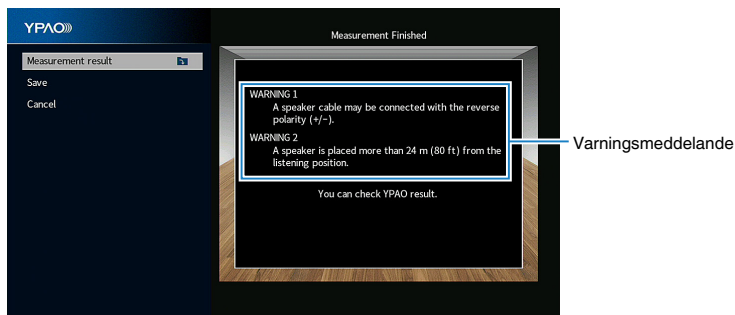 YPAO
Measurement Finished
Measurement result
Save
Cancel
WARNING 1
A speaker cable may be connected with the reverse
polarity (+/-).
WARNING 2
A speaker is placed more than 24 m (80 ft) from the
listening position.
You can check YPAO result.
Varningsmeddelande